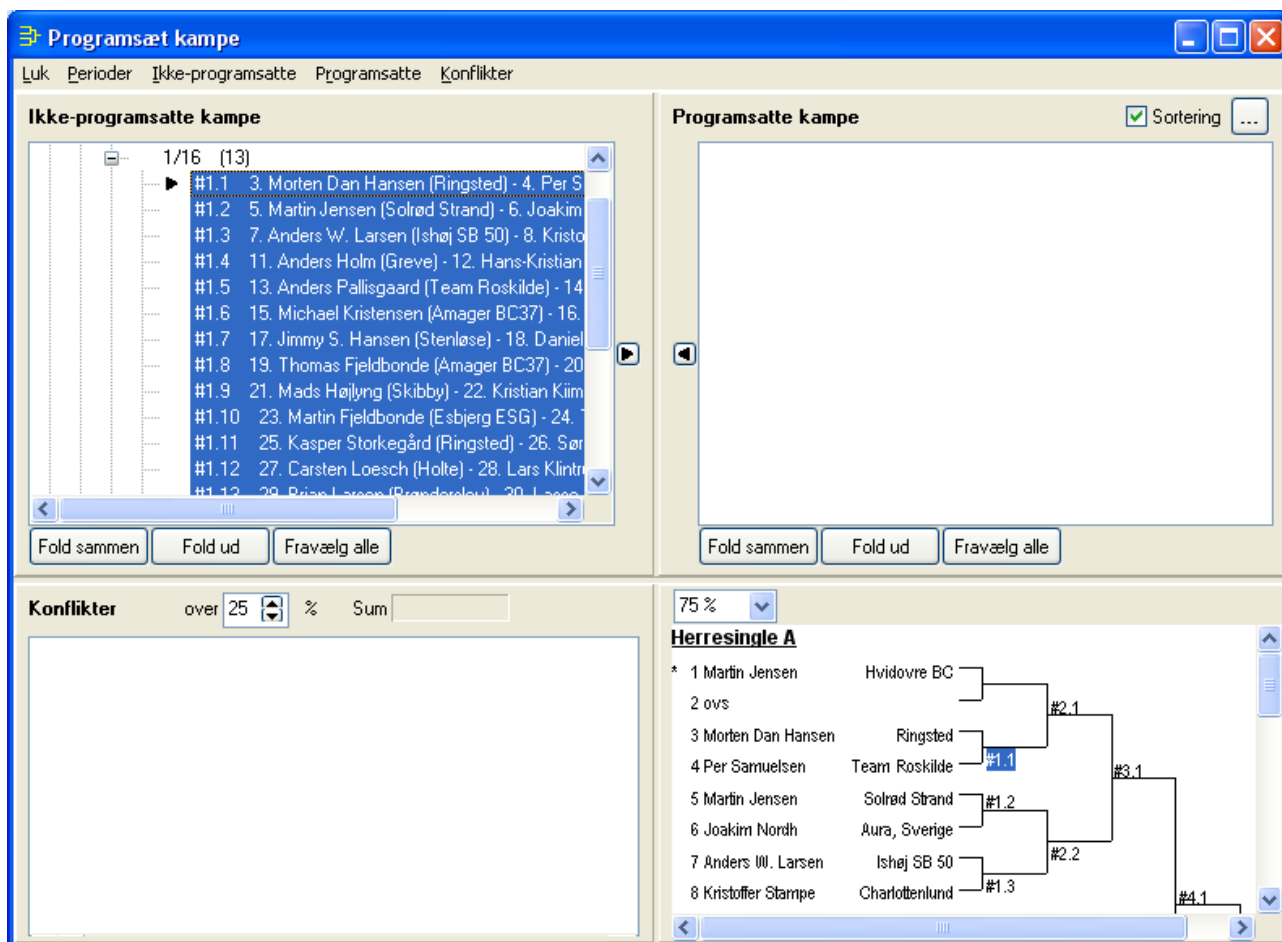 Programsæt kampe
Luk Perioder Ikke-programsatte Programsatte Konflikter
Ikke-programsatte kampe
1/16 (13)
#1.1 3. Morten Dan Hansen (Ringsted) - 4. Per S
#1.2 5. Martin Jensen (Solrød Strand) - 6. Joakim
#1.3 7. Anders W. Larsen (Ishøj SB 50) - 8. Kristo
#1.4 11. Anders Holm (Greve) - 12. Hans-Kristian
#1.5 13. Anders Pallisgaard (Team Roskilde) - 14
#1.6 15. Michael Kristensen (Amager BC37) - 16.
#1.7 17. Jimmy S. Hansen (Stenløse) - 18. Daniel
#1.8 19. Thomas Fjeldbonde (Amager BC37) - 20
#1.9 21. Mads Højlyng (Skibby) - 22. Kristian Kiim
#1.10 23. Martin Fjeldbonde (Esbjerg ESG) - 24.
#1.11 25. Kasper Storkegård (Ringsted) - 26. Sør
#1.12 27. Carsten Loesch (Holte) - 28. Lars Klintr
#1.13 29. Brian Larsen (Brønderslev) - 30. Lasse
Fold sammen Fold ud Fravælg alle
Programsatte kampe Sortering ...
Fold sammen Fold ud Fravælg alle
Konflikter over 25 % Sum
75 %
Herresingle A
* 1 Martin Jensen Hvidovre BC
2 ovs #2.1
3 Morten Dan Hansen Ringsted
#1.1
4 Per Samuelsen Team Roskilde #3.1
5 Martin Jensen Solrød Strand #1.2
6 Joakim Nordh Aura, Sverige
#2.2
7 Anders W. Larsen Ishøj SB 50
8 Kristoffer Stampe Charlottenlund #1.3
#4.1